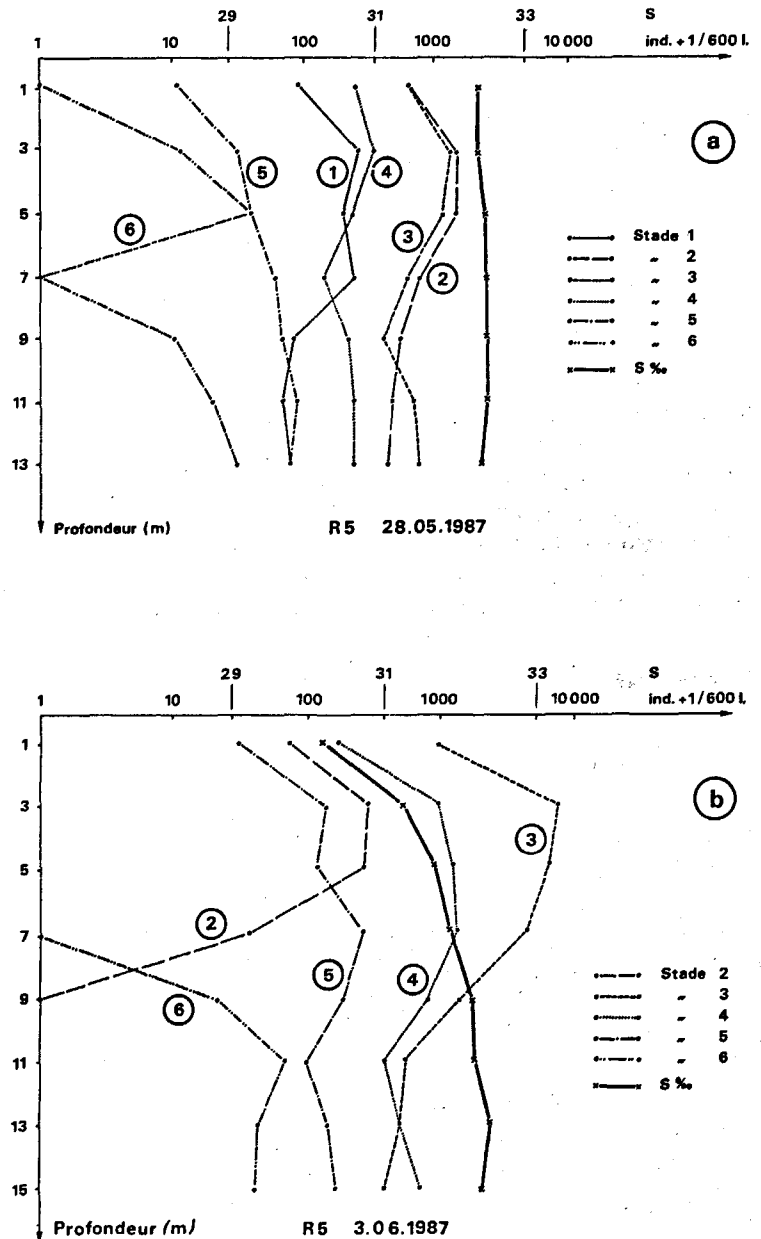 29 31 33 S
1 10 100 1000 10 000 ind. +1/600 l.
1
3
5
7
9
11
13
5
1
4
6
3
2
a
Stade 1
〃 2
〃 3
〃 4
〃 5
〃 6
S ‰
Profondeur (m) R5 28.05.1987
29 31 33 S
1 10 100 1000 10 000 ind. +1/600 l.
1
3
5
7
9
11
13
15
b
3
2
5
4
6
Stade 2
〃 3
〃 4
〃 5
〃 6
S ‰
Profondeur (m) R5 3.06.1987